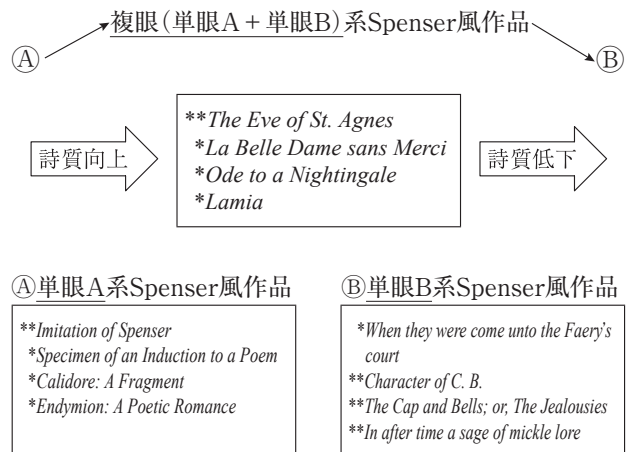 複眼(単眼A+単眼B)系Spenser風作品
Ⓐ Ⓑ
詩質向上
**The Eve of St. Agnes
*La Belle Dame sans Merci
*Ode to a Nightingale
*Lamia
詩質低下
Ⓐ単眼A系Spenser風作品
**Imitation of Spenser
*Specimen of an Induction to a Poem
*Calidore: A Fragment
*Endymion: A Poetic Romance
Ⓑ単眼B系Spenser風作品
*When they were come unto the Faery's
court
**Character of C. B.
**The Cap and Bells; or, The Jealousies
**In after time a sage of mickle lore